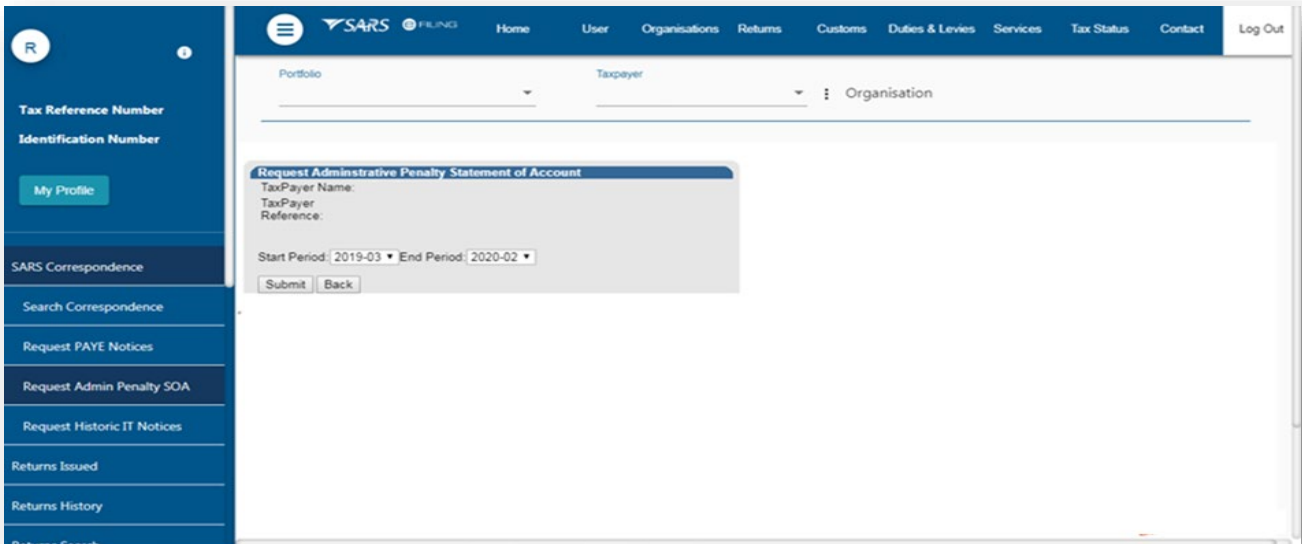 R
Tax Reference Number
Identification Number
My Profile
SARS Correspondence
Search Correspondence
Request PAYE Notices
Request Admin Penalty SOA
Request Historic IT Notices
Returns Issued
Returns History
Returns Search
SARS eFILING Home User Organisations Returns Customs Duties & Levies Services Tax Status Contact Log Out
Portfolio Taxpayer
Organisation
Request Adminstrative Penalty Statement of Account
TaxPayer Name:
TaxPayer
Reference:
Start Period: 2019-03 End Period: 2020-02
Submit Back